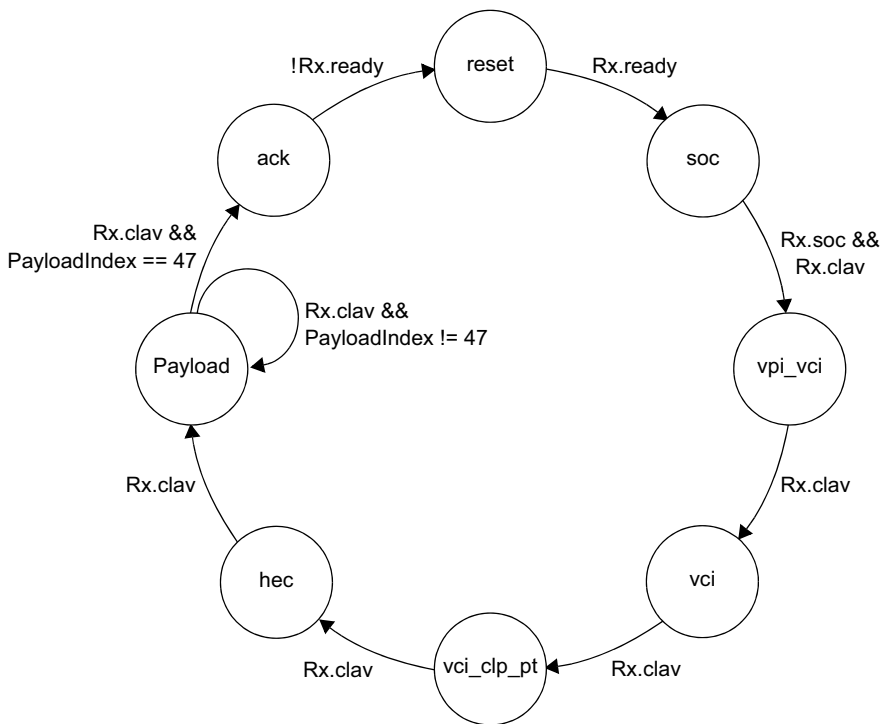 reset
Rx.ready
soc
Rx.soc &&
Rx.clav
vpi_vci
Rx.clav
vci
Rx.clav
vci_clp_pt
Rx.clav
hec
Rx.clav
Payload
Rx.clav &&
PayloadIndex != 47
Rx.clav &&
PayloadIndex == 47
ack
!Rx.ready